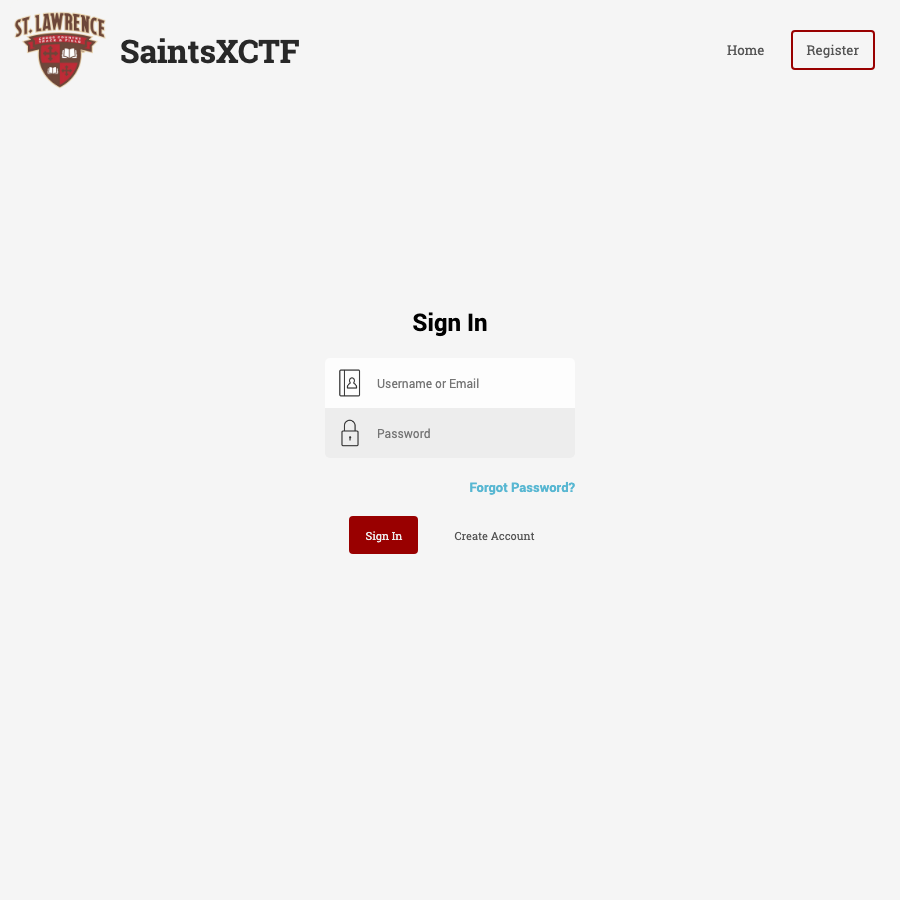 ST. LAWRENCE
SaintsXCTF
Home
Register
Sign In
Username or Email
Password
Forgot Password?
Sign In
Create Account